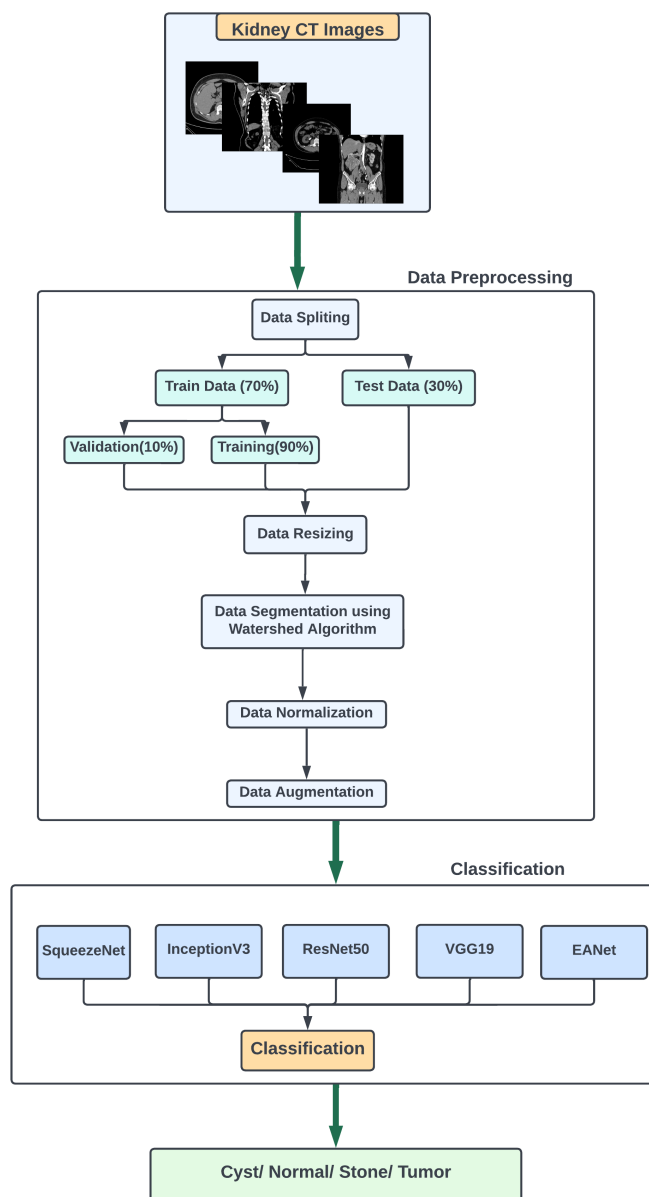 Kidney CT Images
Data Preprocessing
Data Spliting
Train Data (70%)
Test Data (30%)
Validation(10%)
Training(90%)
Data Resizing
Data Segmentation using
Watershed Algorithm
Data Normalization
Data Augmentation
Classification
SqueezeNet
InceptionV3
ResNet50
VGG19
EANet
Classification
Cyst/ Normal/ Stone/ Tumor